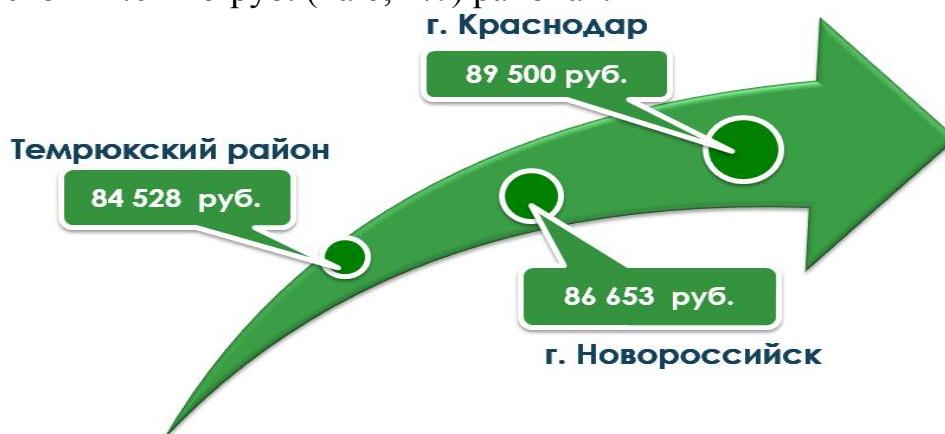 г. Краснодар
89 500 руб.
Темрюкский район
84 528 руб.
86 653 руб.
г. Новороссийск